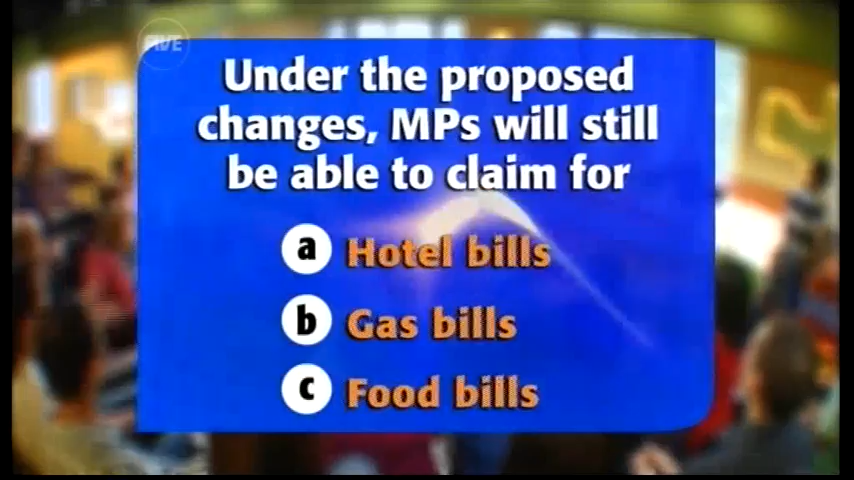 FIVE
Under the proposed
changes, MPs will still
be able to claim for
a Hotel bills
b Gas bills
c Food bills